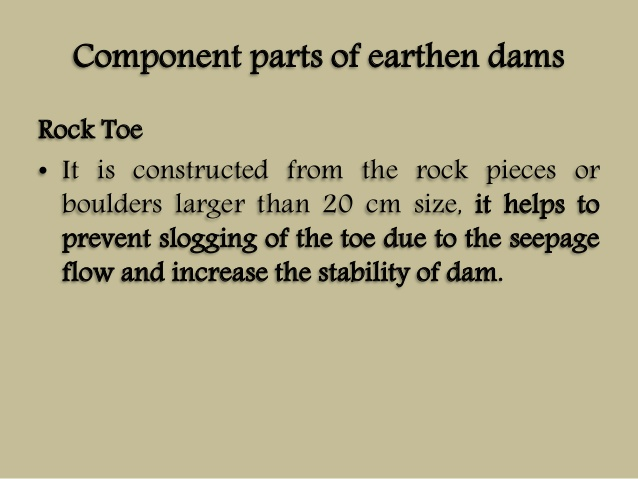 Component parts of earthen dams
Rock Toe
• It is constructed from the rock pieces or
boulders larger than 20 cm size, it helps to
prevent slogging of the toe due to the seepage
flow and increase the stability of dam.